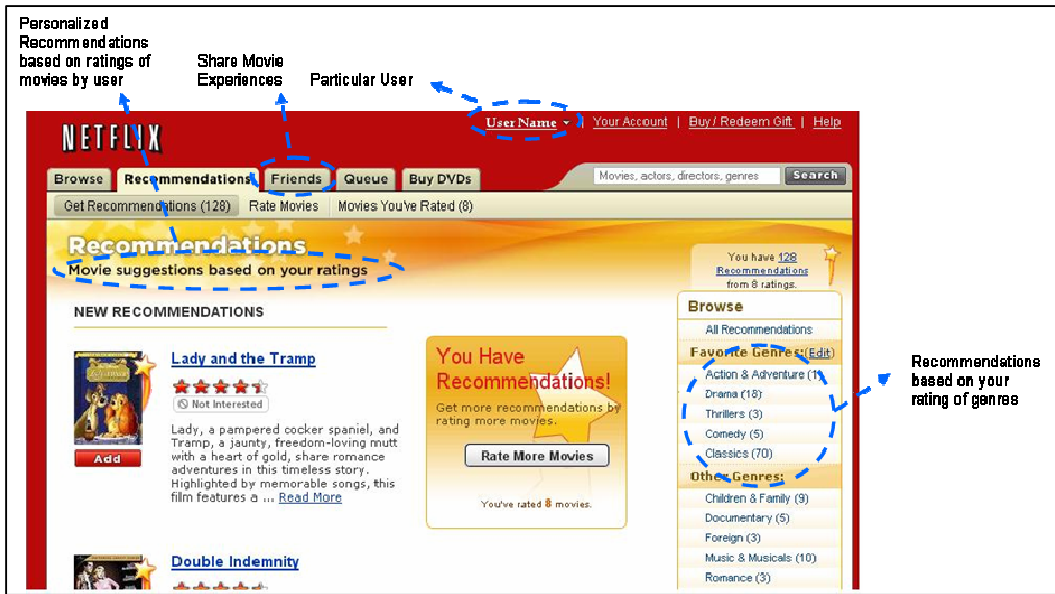 Personalized
Recommendations
based on ratings of
movies by user
Share Movie
Experiences
Particular User
NETFLIX
User Name | Your Account | Buy / Redeem Gift | Help
Browse Recommendations Friends Queue Buy DVDs
Movies, actors, directors, genres Search
Get Recommendations (128) Rate Movies Movies You've Rated (8)
Recommendations
Movie suggestions based on your ratings
You have 128
Recommendations
from 8 ratings.
NEW RECOMMENDATIONS
Lady and the Tramp
Not Interested
Add
Lady, a pampered cocker spaniel, and
Tramp, a jaunty, freedom-loving mutt
with a heart of gold, share romance
adventures in this timeless story.
Highlighted by memorable songs, this
film features a ... Read More
Double Indemnity
You Have
Recommendations!
Get more recommendations by
rating more movies.
Rate More Movies
You've rated 8 movies.
Browse
All Recommendations
Favorite Genres:(Edit)
Action & Adventure (1)
Drama (18)
Thrillers (3)
Comedy (5)
Classics (70)
Other Genres:
Children & Family (9)
Documentary (5)
Foreign (3)
Music & Musicals (10)
Romance (3)
Recommendations
based on your
rating of genres